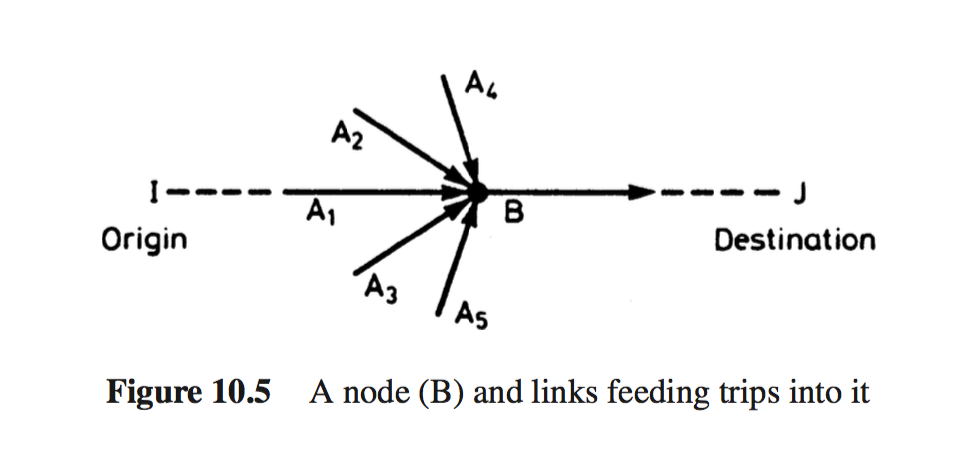 A4
A2
I J
A1 B
Origin Destination
A3
A5
Figure 10.5 A node (B) and links feeding trips into it